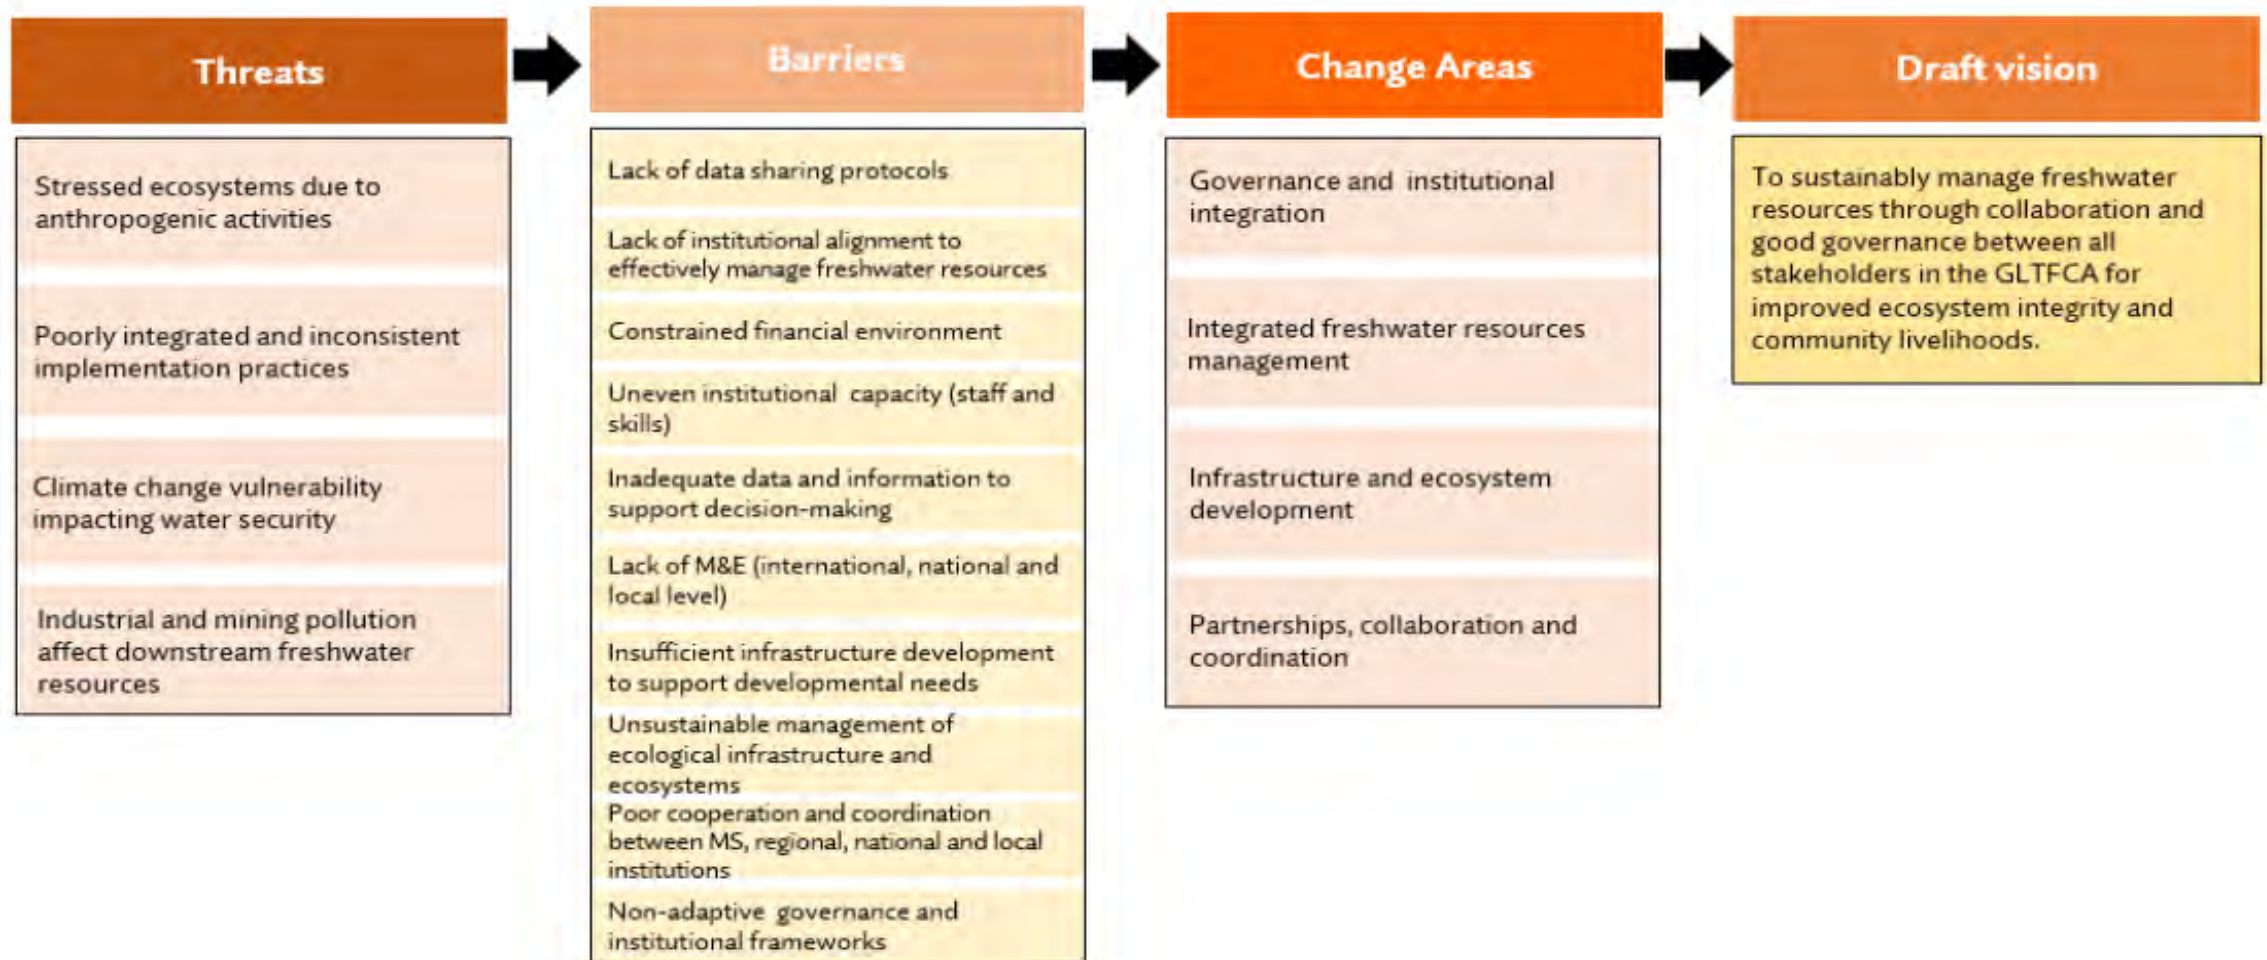 Threats
Stressed ecosystems due to
anthropogenic activities
Poorly integrated and inconsistent
implementation practices
Climate change vulnerability
impacting water security
Industrial and mining pollution
affect downstream freshwater
resources
Barriers
Lack of data sharing protocols
Lack of institutional alignment to
effectively manage freshwater resources
Constrained financial environment
Uneven institutional capacity (staff and
skills)
Inadequate data and information to
support decision-making
Lack of M&E (international, national and
local level)
Insufficient infrastructure development
to support developmental needs
Unsustainable management of
ecological infrastructure and
ecosystems
Poor cooperation and coordination
between MS, regional, national and local
institutions
Non-adaptive governance and
institutional frameworks
Change Areas
Governance and institutional
integration
Integrated freshwater resources
management
Infrastructure and ecosystem
development
Partnerships, collaboration and
coordination
Draft vision
To sustainably manage freshwater
resources through collaboration and
good governance between all
stakeholders in the GLTFCA for
improved ecosystem integrity and
community livelihoods.